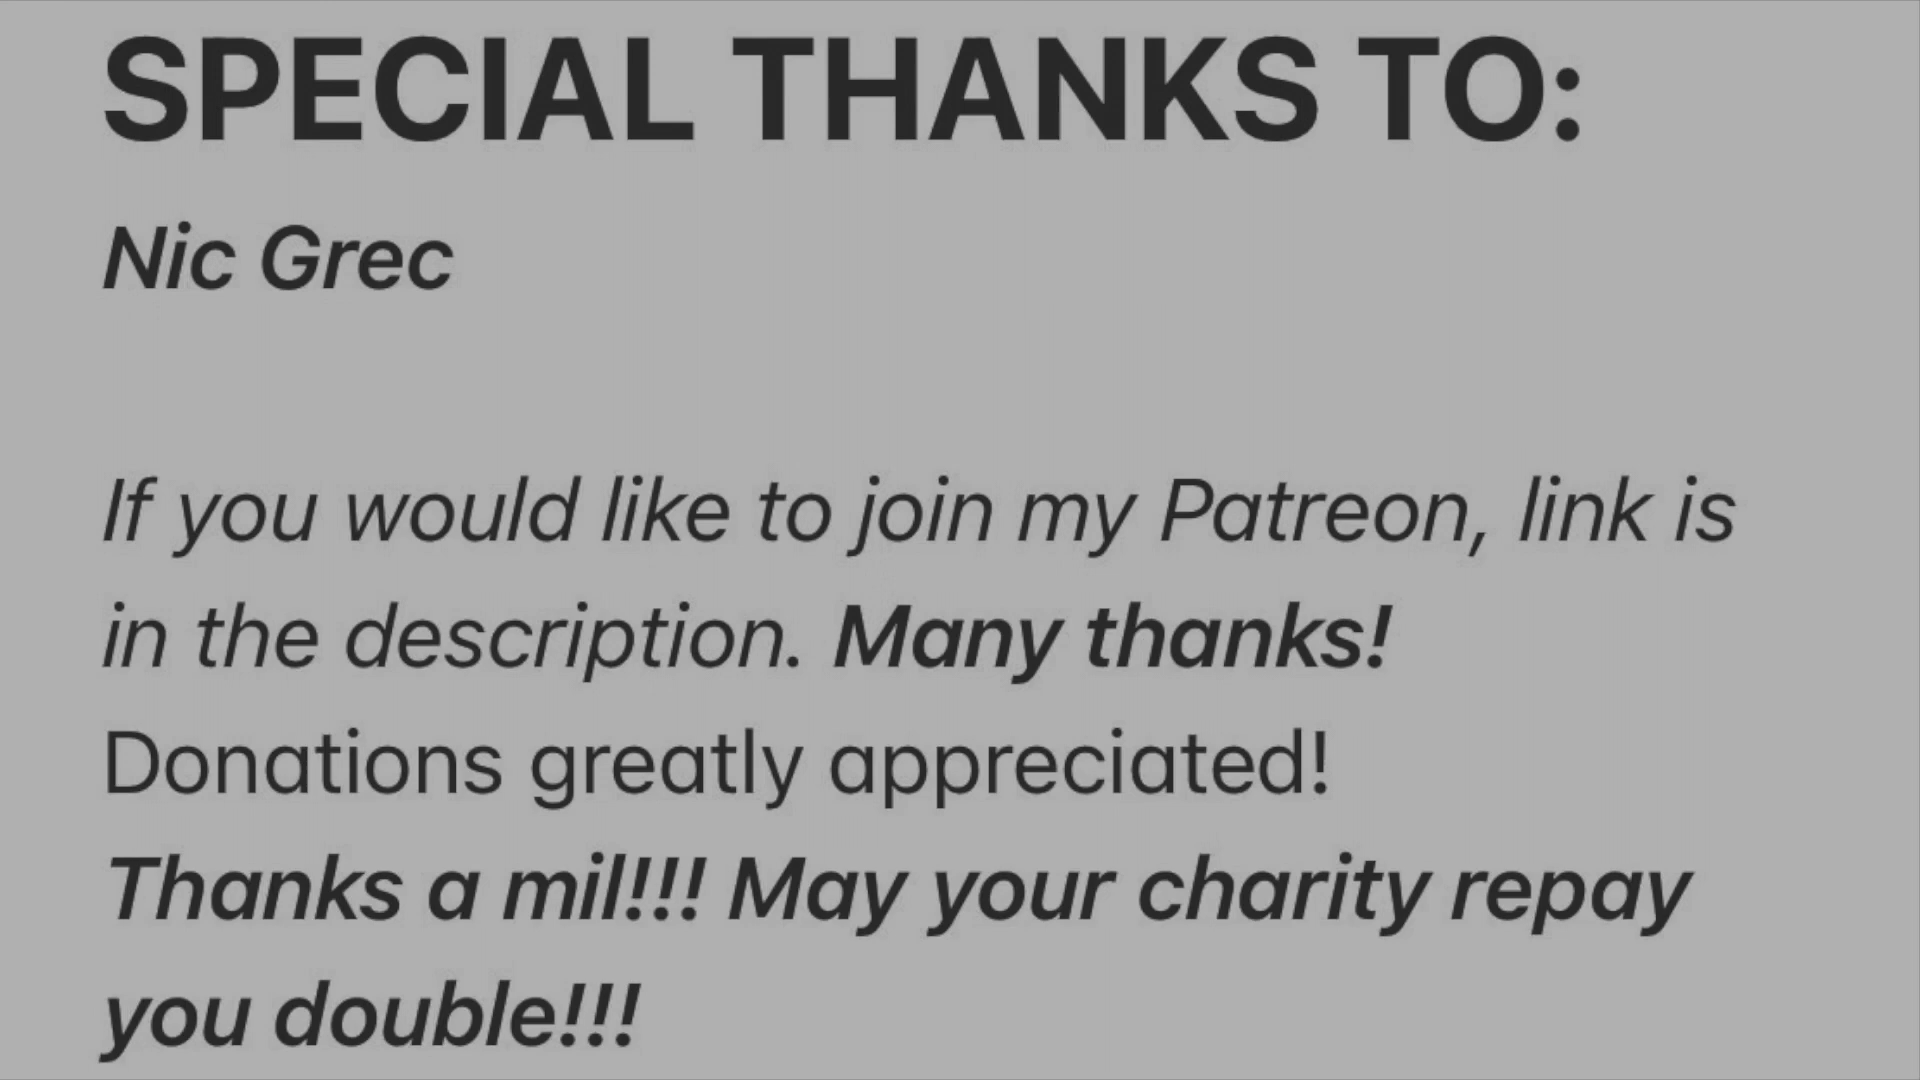 SPECIAL THANKS TO:
Nic Grec
If you would like to join my Patreon, link is
in the description. Many thanks!
Donations greatly appreciated!
Thanks a mil!!! May your charity repay
you double!!!